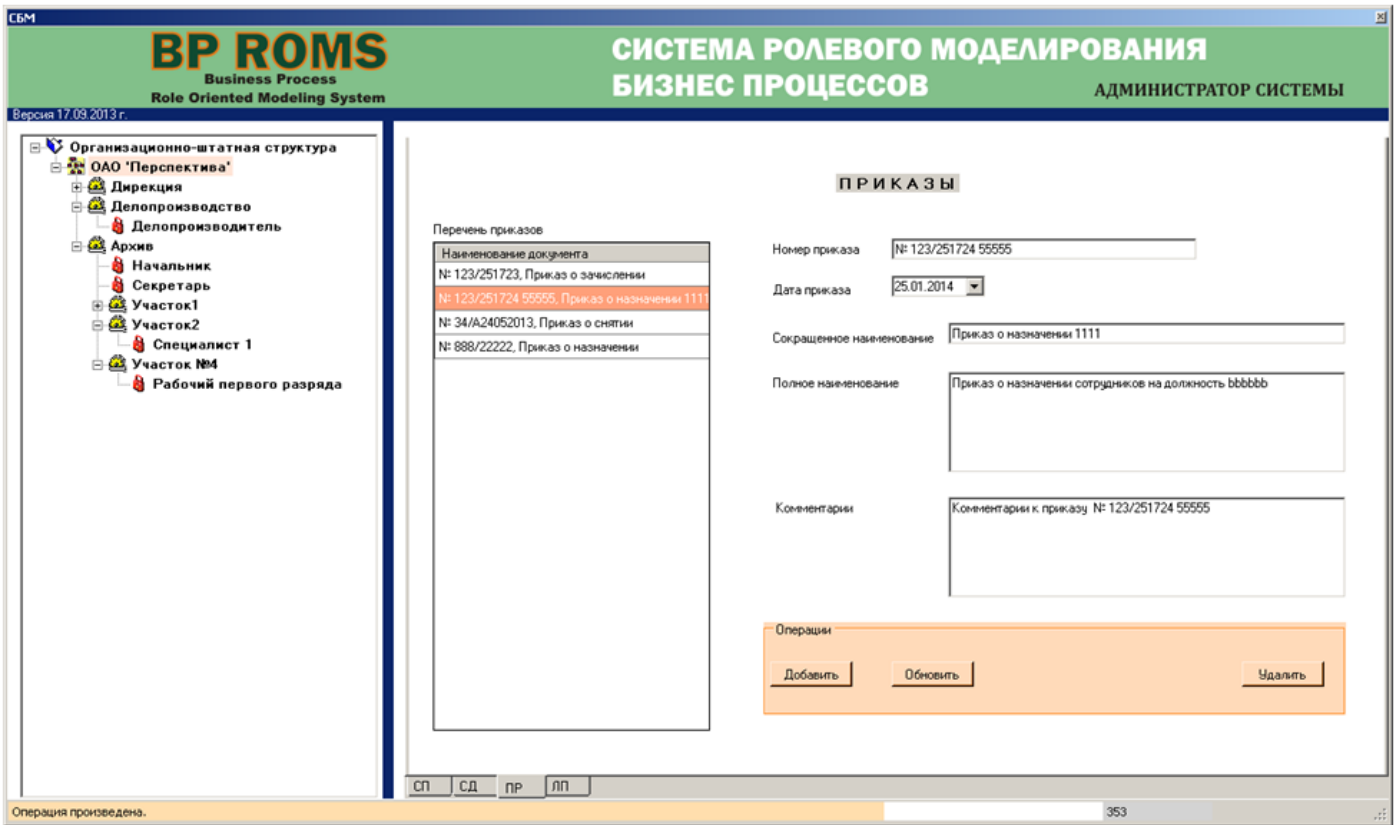 СБМ
BP ROMS
Business Process
Role Oriented Modeling System
СИСТЕМА РОЛЕВОГО МОДЕЛИРОВАНИЯ
БИЗНЕС ПРОЦЕССОВ
АДМИНИСТРАТОР СИСТЕМЫ
Версия 17.09.2013 г.
Организационно-штатная структура
ОАО 'Перспектива'
Дирекция
Делопроизводство
Делопроизводитель
Архив
Начальник
Секретарь
Участок1
Участок2
Специалист 1
Участок №4
Рабочий первого разряда
ПРИКАЗЫ
Перечень приказов
Наименование документа
№ 123/251723, Приказ о зачислении
№ 123/251724 55555, Приказ о назначении 1111
№ 34/А24052013, Приказ о снятии
№ 888/22222, Приказ о назначении
Номер приказа
№ 123/251724 55555
Дата приказа
25.01.2014
Сокращенное наименование
Приказ о назначении 1111
Полное наименование
Приказ о назначении сотрудников на должность bbbbbb
Комментарии
Комментарии к приказу № 123/251724 55555
Операции
Добавить
Обновить
Удалить
СП
СД
ПР
ЛП
Операция произведена.
353